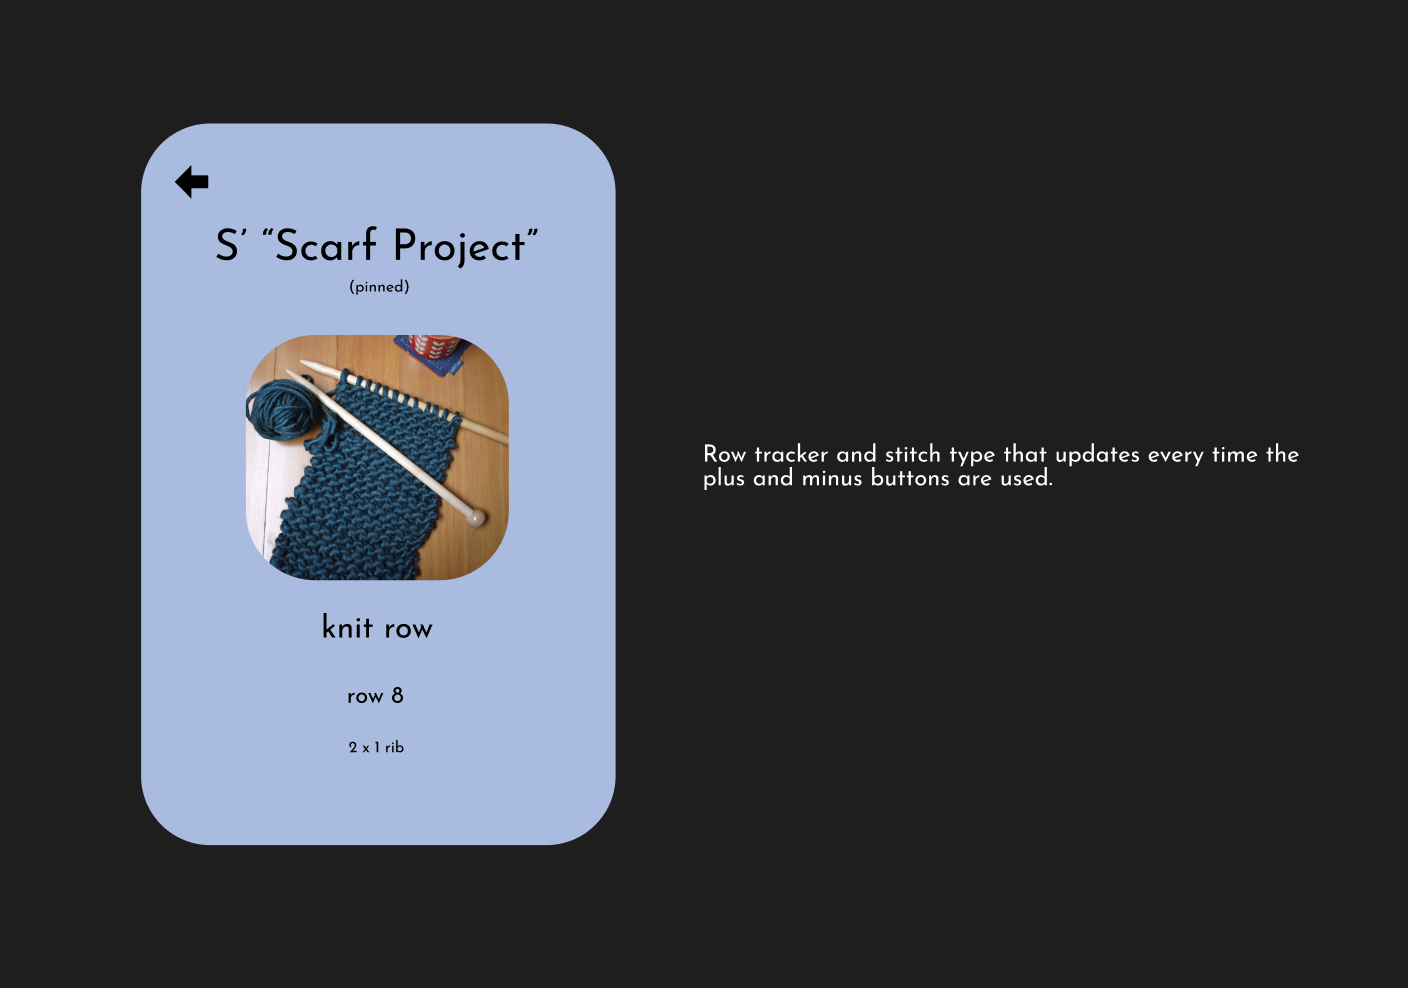 S’ “Scarf Project”
(pinned)
knit row
row 8
2 x 1 rib
Row tracker and stitch type that updates every time the
plus and minus buttons are used.